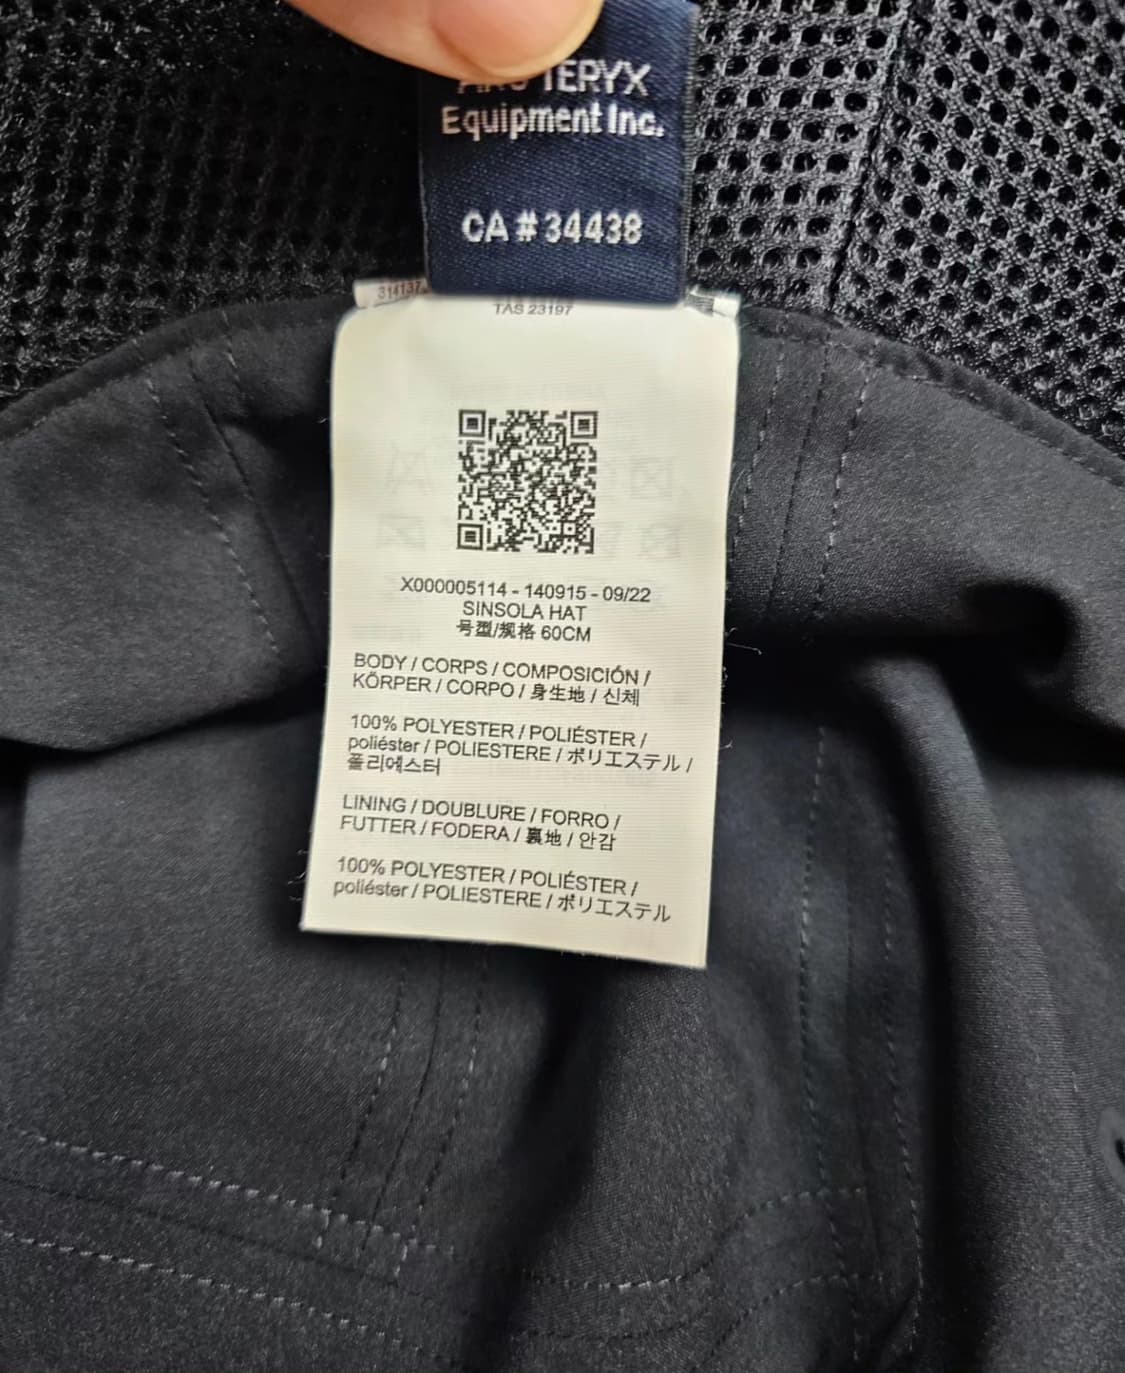 TERYX
Equipment Inc.
CA # 34438
314137
TAS 23197
X000005114 - 140915 - 09/22
SINSOLA HAT
号型/规格 60CM
BODY / CORPS / COMPOSICIÓN /
KÖRPER / CORPO / 身生地 / 신체
100% POLYESTER / POLIÉSTER /
poliéster / POLIESTERE / ポリエステル /
폴리에스터
LINING / DOUBLURE / FORRO /
FUTTER / FODERA / 裏地 / 안감
100% POLYESTER / POLIÉSTER /
poliéster / POLIESTERE / ポリエステル